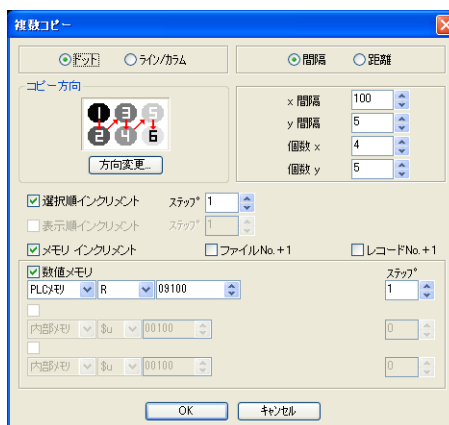 複数コピー
ドット ライン/カラム
間隔 距離
コピー方向
1 3 5
2 4 6
方向変更...
x 間隔 100
y 間隔 5
個数 x 4
個数 y 5
選択順インクリメント ステップ 1
表示順インクリメント ステップ 1
メモリ インクリメント ファイルNo.+1 レコードNo.+1
数値メモリ ステップ
PLCメモリ R 09100 1
内部メモリ $u 00100 0
内部メモリ $u 00100 0
OK キャンセル